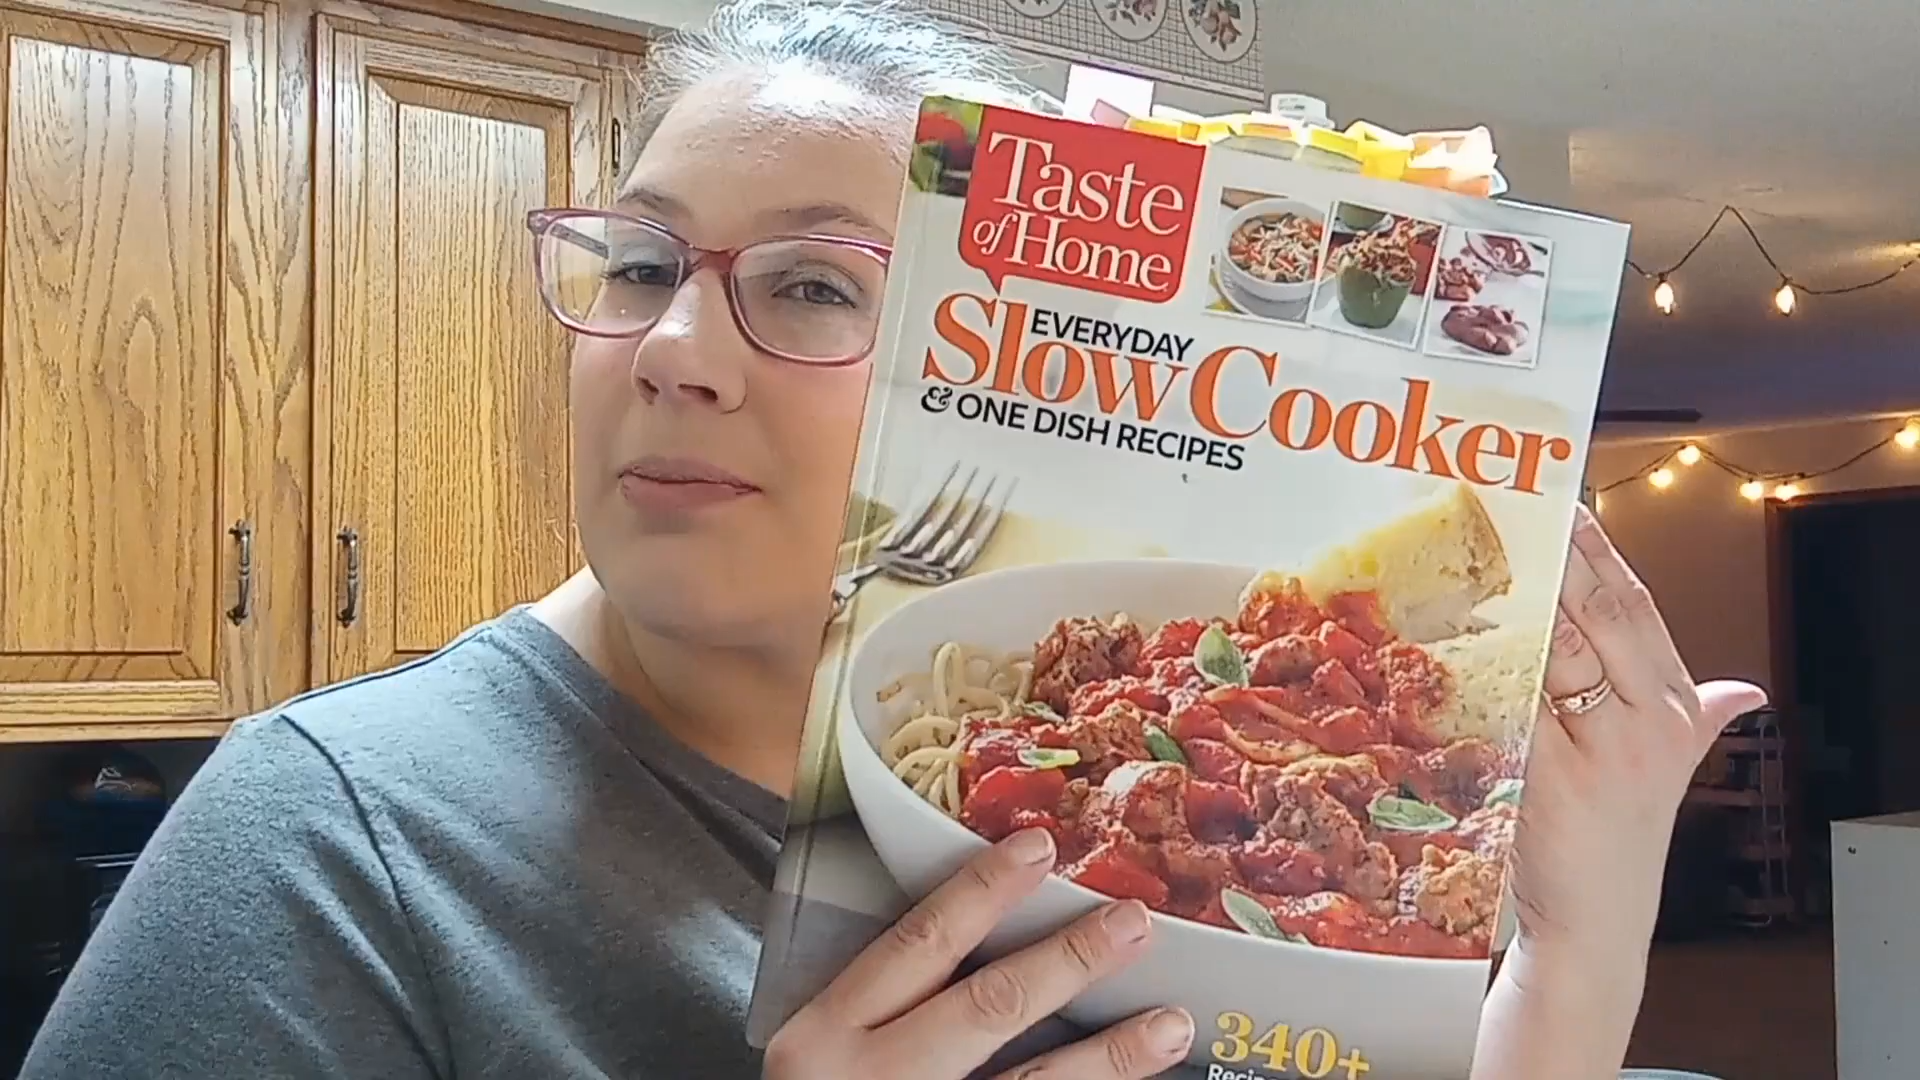 Taste
of Home
EVERYDAY
Slow Cooker
& ONE DISH RECIPES
340+